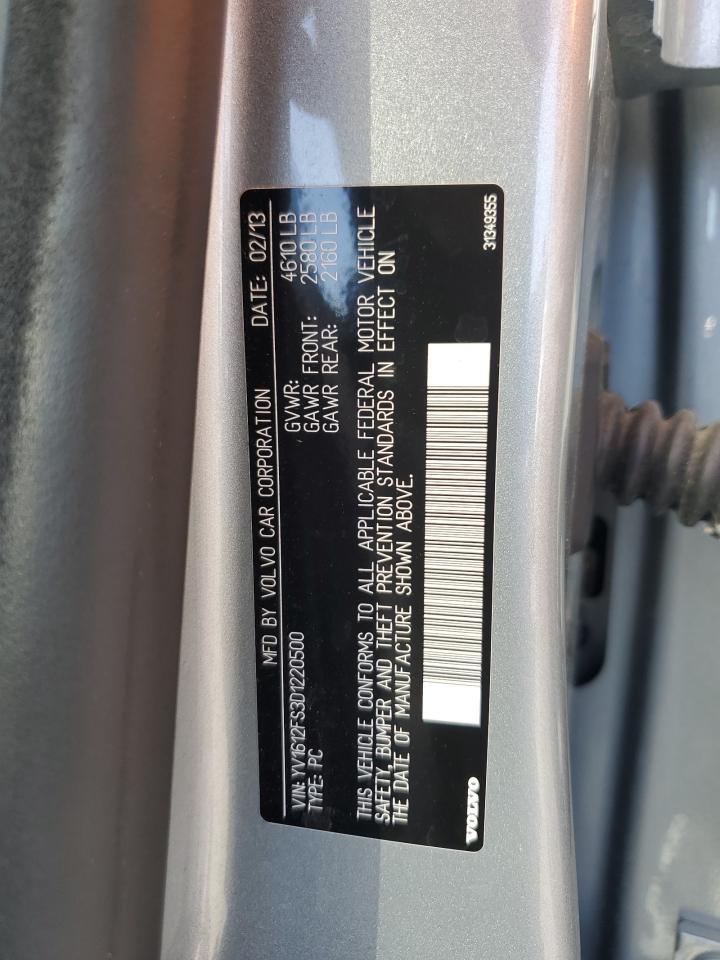 MFD BY VOLVO CAR CORPORATION DATE: 02/13
VIN: YV1612FS3D1220500
TYPE: PC
GVWR: 4610 LB
GAWR FRONT: 2580 LB
GAWR REAR: 2160 LB
THIS VEHICLE CONFORMS TO ALL APPLICABLE FEDERAL MOTOR VEHICLE
SAFETY, BUMPER AND THEFT PREVENTION STANDARDS IN EFFECT ON
THE DATE OF MANUFACTURE SHOWN ABOVE.
VOLVO
31349355